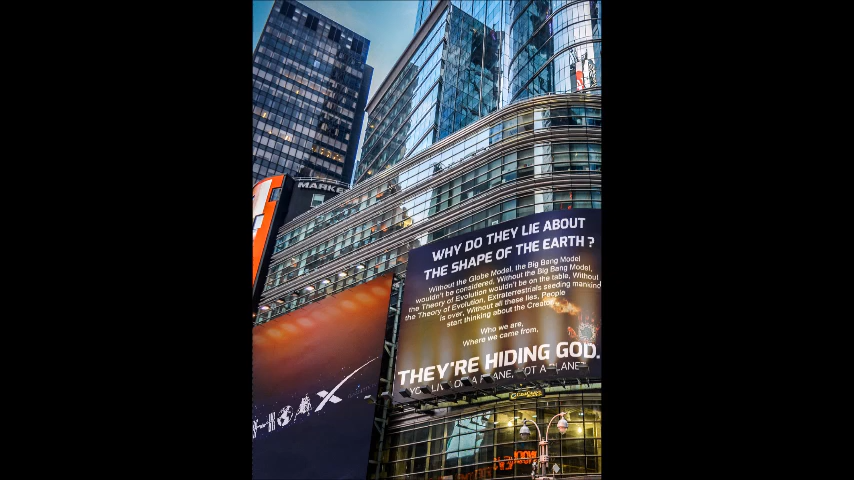 MARKE
WHY DO THEY LIE ABOUT
THE SHAPE OF THE EARTH ?
Without the Globe Model, the Big Bang Model
wouldn't be considered, Without the Big Bang Model,
the Theory of Evolution wouldn't be on the table, Without
the Theory of Evolution, Extraterrestrials seeding mankind
is over, Without all these lies, People
start thinking about the Creator
Who we are,
Where we came from,
THEY'RE HIDING GOD.
HOAX